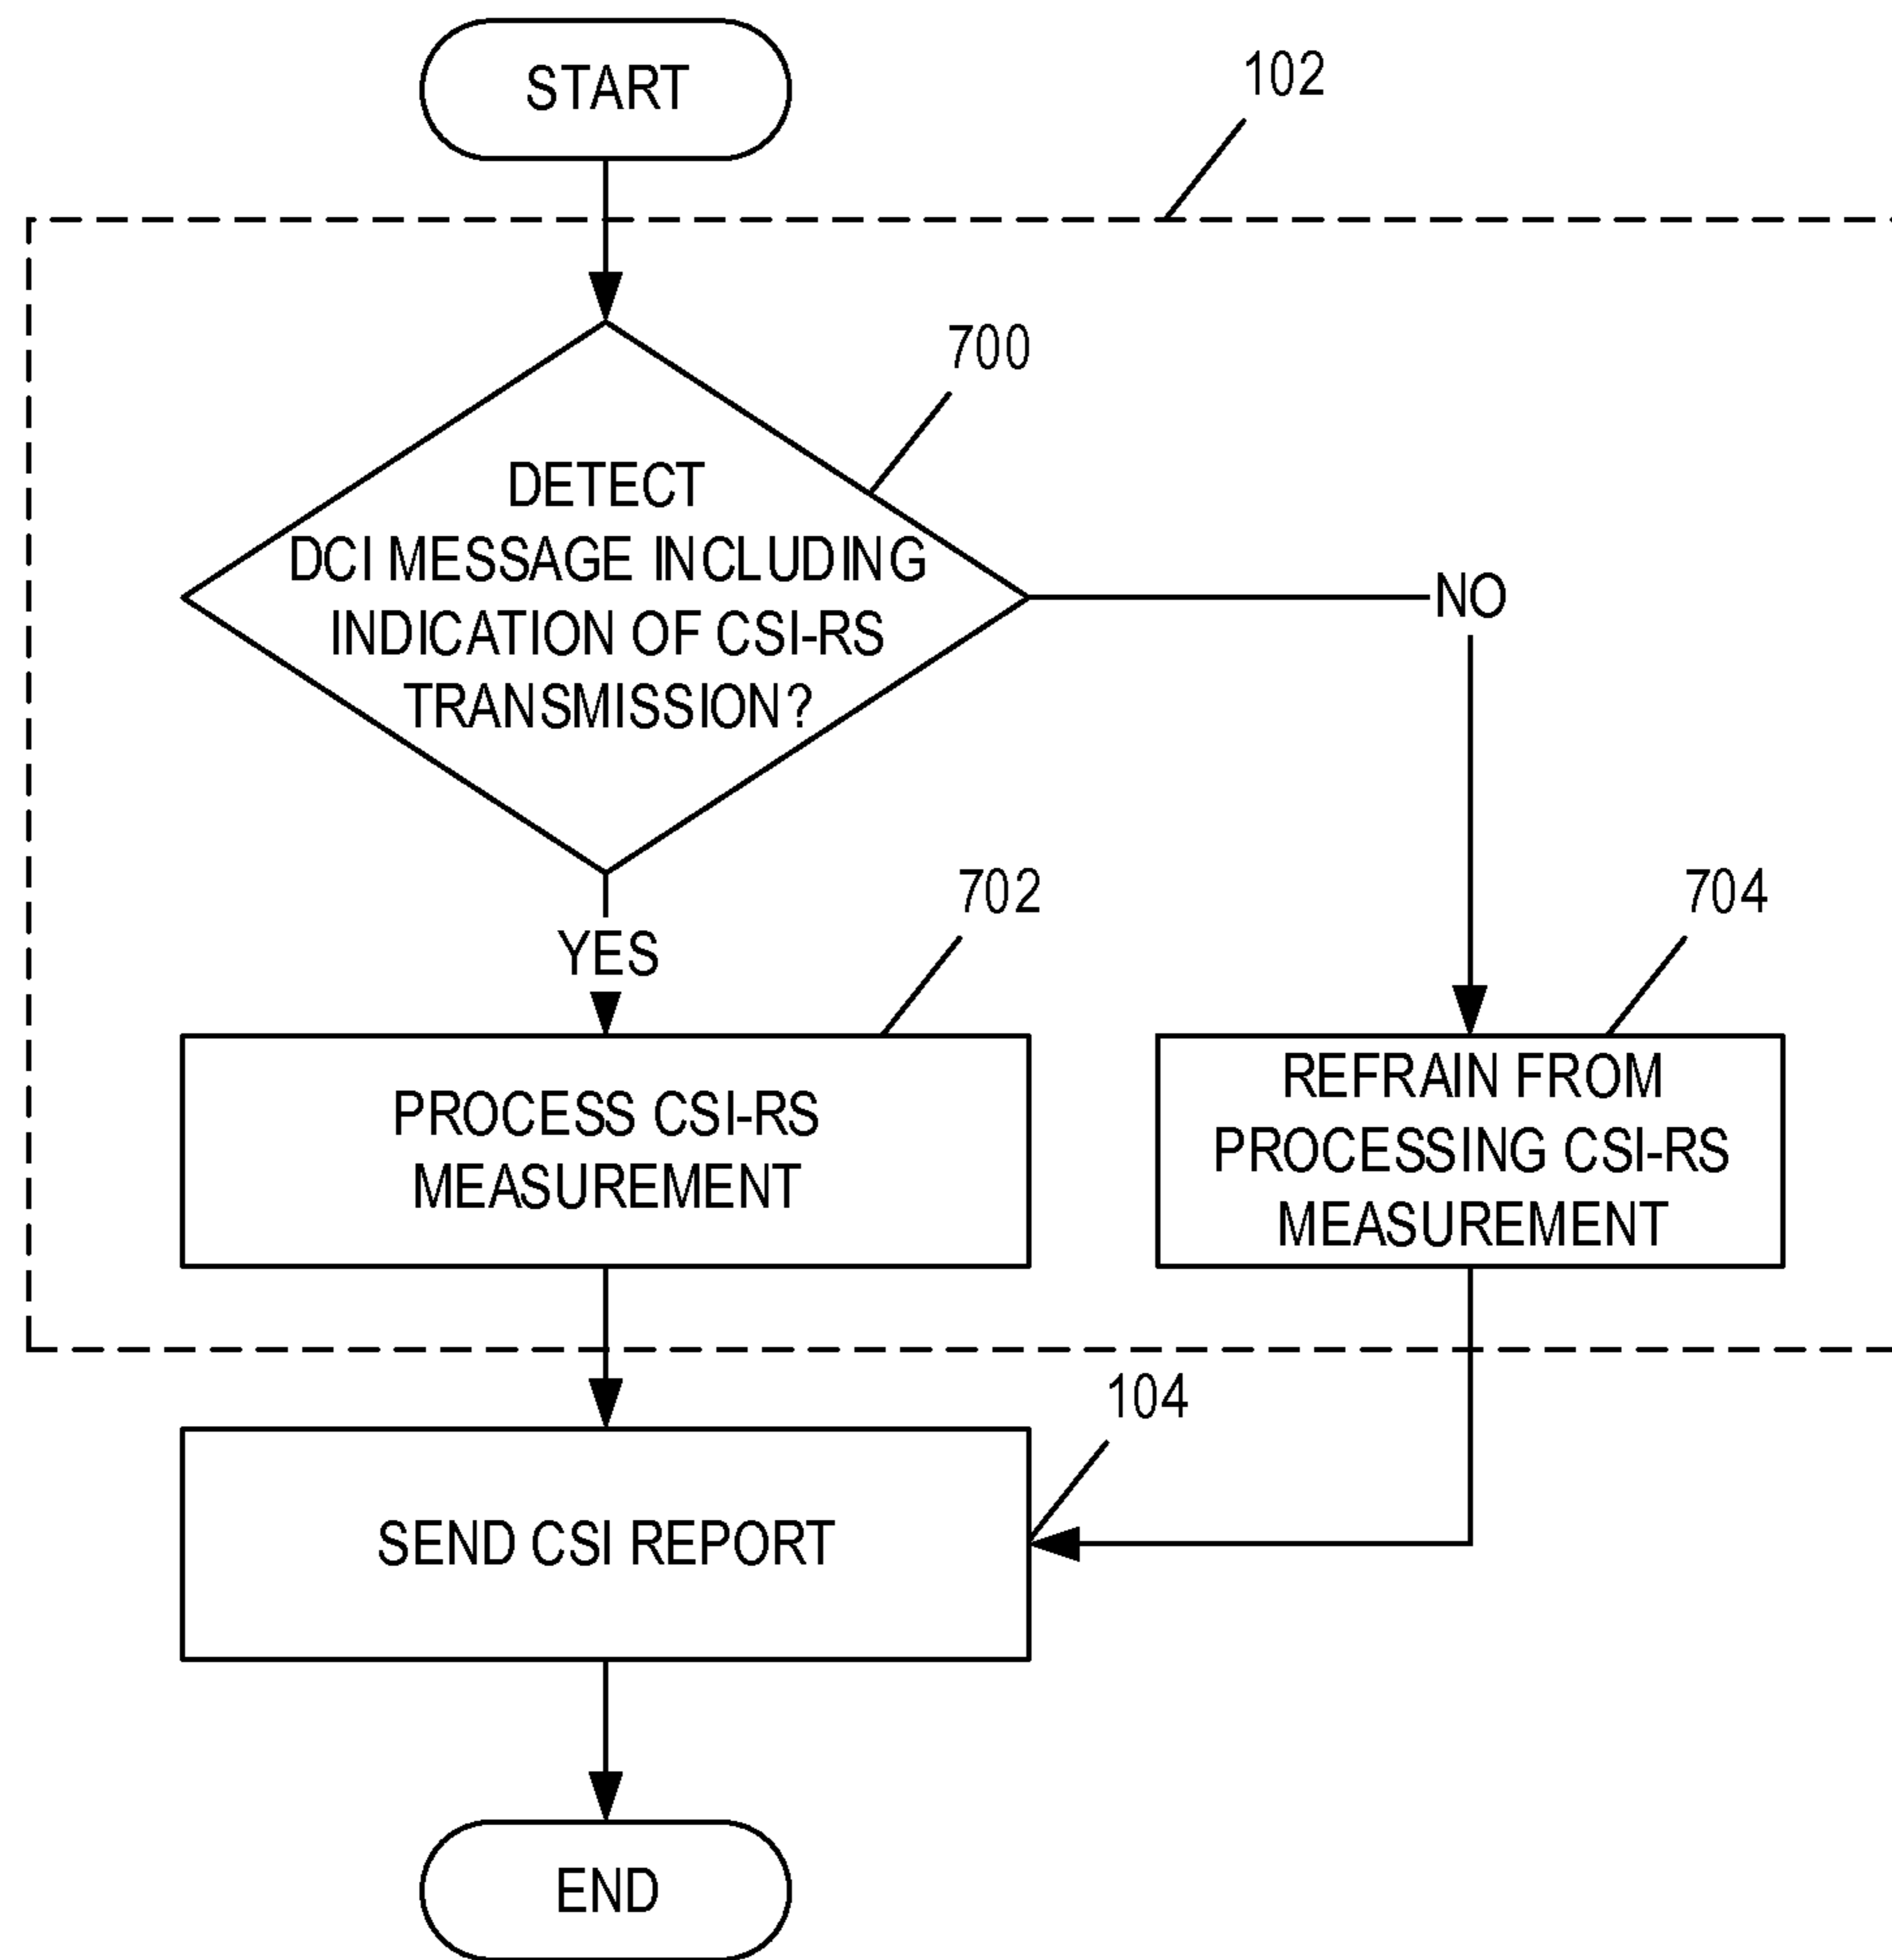 START
102
700
DETECT
DCI MESSAGE INCLUDING
INDICATION OF CSI-RS
TRANSMISSION?
NO
YES
702
704
PROCESS CSI-RS
MEASUREMENT
REFRAIN FROM
PROCESSING CSI-RS
MEASUREMENT
104
SEND CSI REPORT
END